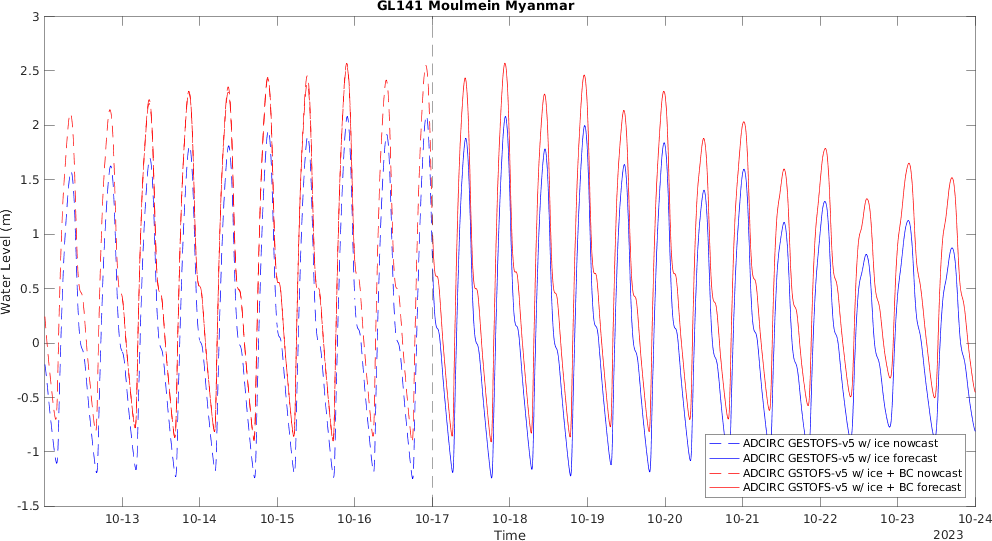 GL141 Moulmein Myanmar
3
2.5
2
1.5
1
0.5
0
-0.5
-1
-1.5
Water Level (m)
ADCIRC GESTOFS-v5 w/ ice nowcast
ADCIRC GESTOFS-v5 w/ ice forecast
ADCIRC GSTOFS-v5 w/ ice + BC nowcast
ADCIRC GSTOFS-v5 w/ ice + BC forecast
10-13 10-14 10-15 10-16 10-17 10-18 10-19 10-20 10-21 10-22 10-23 10-24
Time
2023